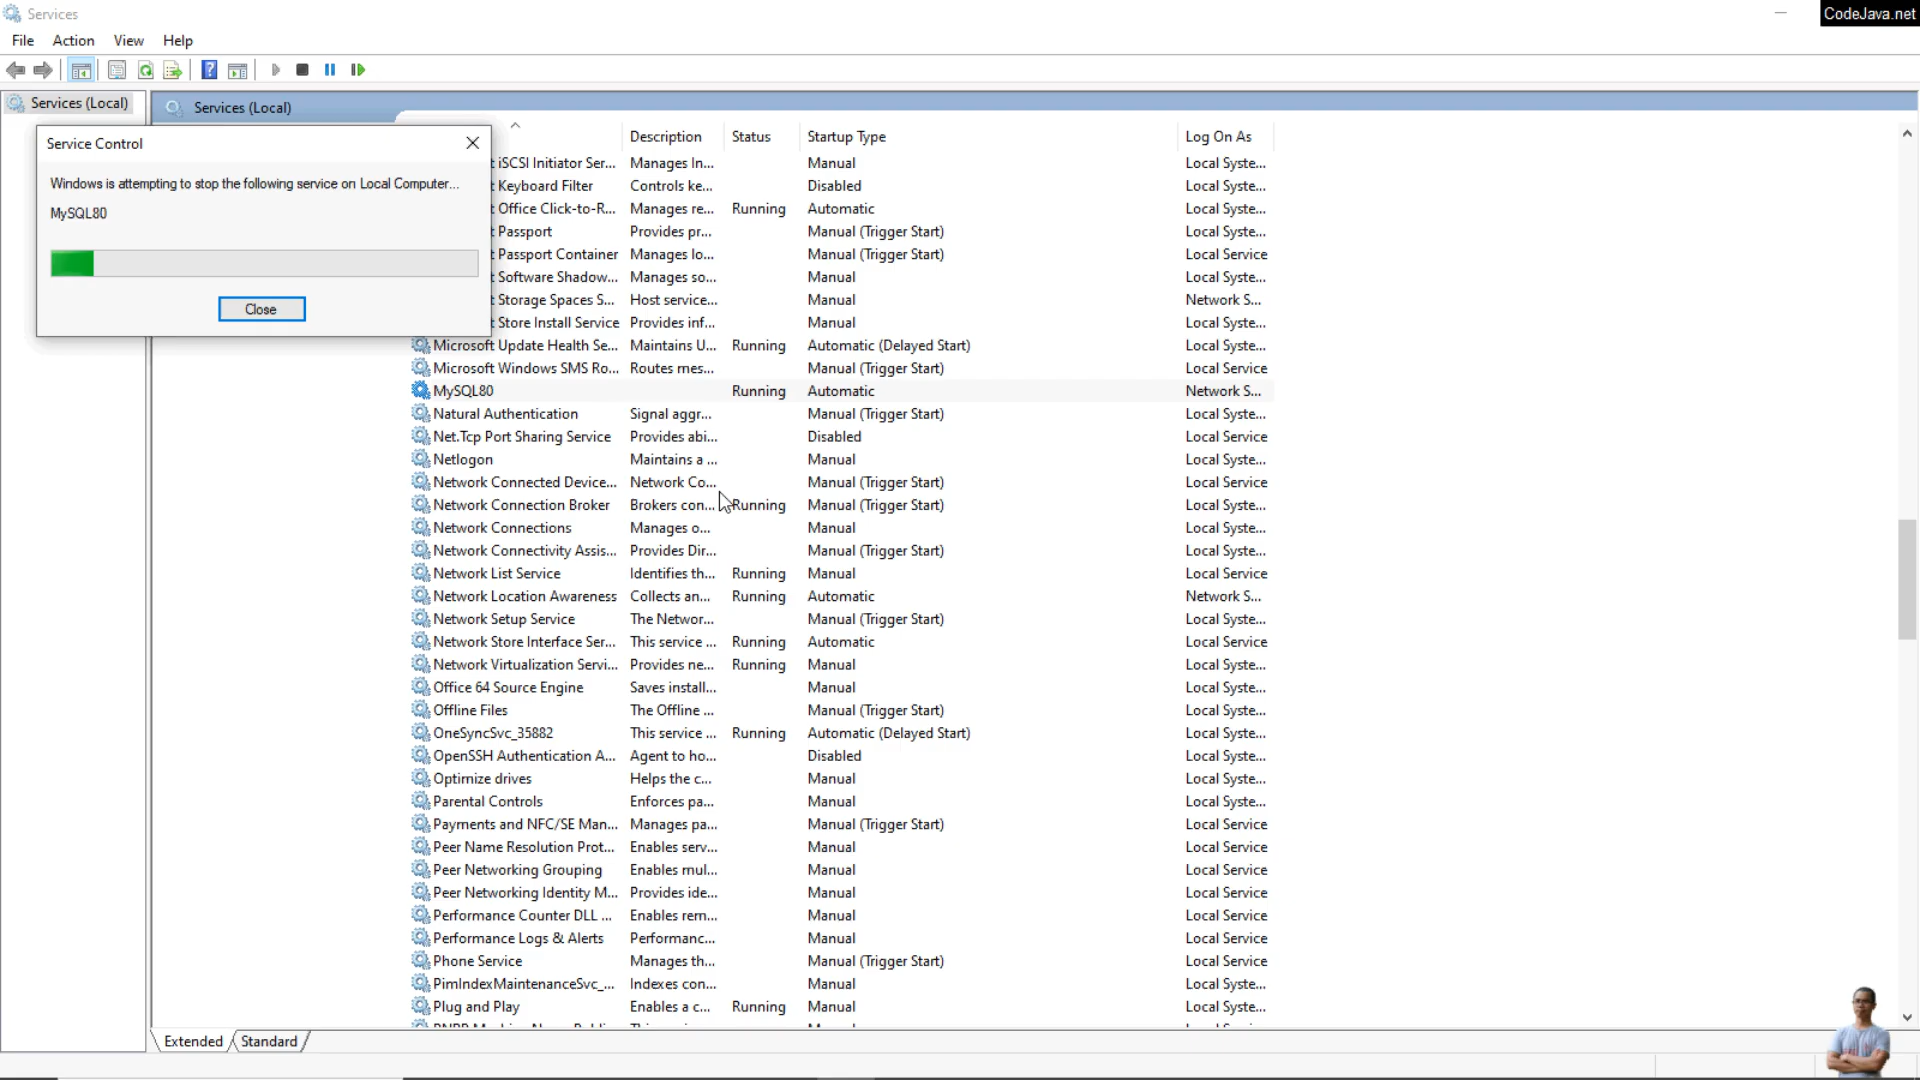 Services
CodeJava.net
File Action View Help
Services (Local)
Services (Local)
Service Control
Windows is attempting to stop the following service on Local Computer...
MySQL80
Close
Description Status Startup Type Log On As
t iSCSI Initiator Ser... Manages In... Manual Local Syste...
t Keyboard Filter Controls ke... Disabled Local Syste...
t Office Click-to-R... Manages re... Running Automatic Local Syste...
t Passport Provides pr... Manual (Trigger Start) Local Syste...
t Passport Container Manages lo... Manual (Trigger Start) Local Service
t Software Shadow... Manages so... Manual Local Syste...
t Storage Spaces S... Host service... Manual Network S...
t Store Install Service Provides inf... Manual Local Syste...
Microsoft Update Health Se... Maintains U... Running Automatic (Delayed Start) Local Syste...
Microsoft Windows SMS Ro... Routes mes... Manual (Trigger Start) Local Service
MySQL80 Running Automatic Network S...
Natural Authentication Signal aggr... Manual (Trigger Start) Local Syste...
Net.Tcp Port Sharing Service Provides abi... Disabled Local Service
Netlogon Maintains a ... Manual Local Syste...
Network Connected Device... Network Co... Manual (Trigger Start) Local Service
Network Connection Broker Brokers con... Running Manual (Trigger Start) Local Syste...
Network Connections Manages o... Manual Local Syste...
Network Connectivity Assis... Provides Dir... Manual (Trigger Start) Local Syste...
Network List Service Identifies th... Running Manual Local Service
Network Location Awareness Collects an... Running Automatic Network S...
Network Setup Service The Networ... Manual (Trigger Start) Local Syste...
Network Store Interface Ser... This service ... Running Automatic Local Service
Network Virtualization Servi... Provides ne... Running Manual Local Syste...
Office 64 Source Engine Saves install... Manual Local Syste...
Offline Files The Offline ... Manual (Trigger Start) Local Syste...
OneSyncSvc_35882 This service ... Running Automatic (Delayed Start) Local Syste...
OpenSSH Authentication A... Agent to ho... Disabled Local Syste...
Optimize drives Helps the c... Manual Local Syste...
Parental Controls Enforces pa... Manual Local Syste...
Payments and NFC/SE Man... Manages pa... Manual (Trigger Start) Local Service
Peer Name Resolution Prot... Enables serv... Manual Local Service
Peer Networking Grouping Enables mul... Manual Local Service
Peer Networking Identity M... Provides ide... Manual Local Service
Performance Counter DLL ... Enables rem... Manual Local Service
Performance Logs & Alerts Performanc... Manual Local Service
Phone Service Manages th... Manual (Trigger Start) Local Service
PimIndexMaintenanceSvc_... Indexes con... Manual Local Syste...
Plug and Play Enables a c... Running Manual Local Syste...
Extended Standard